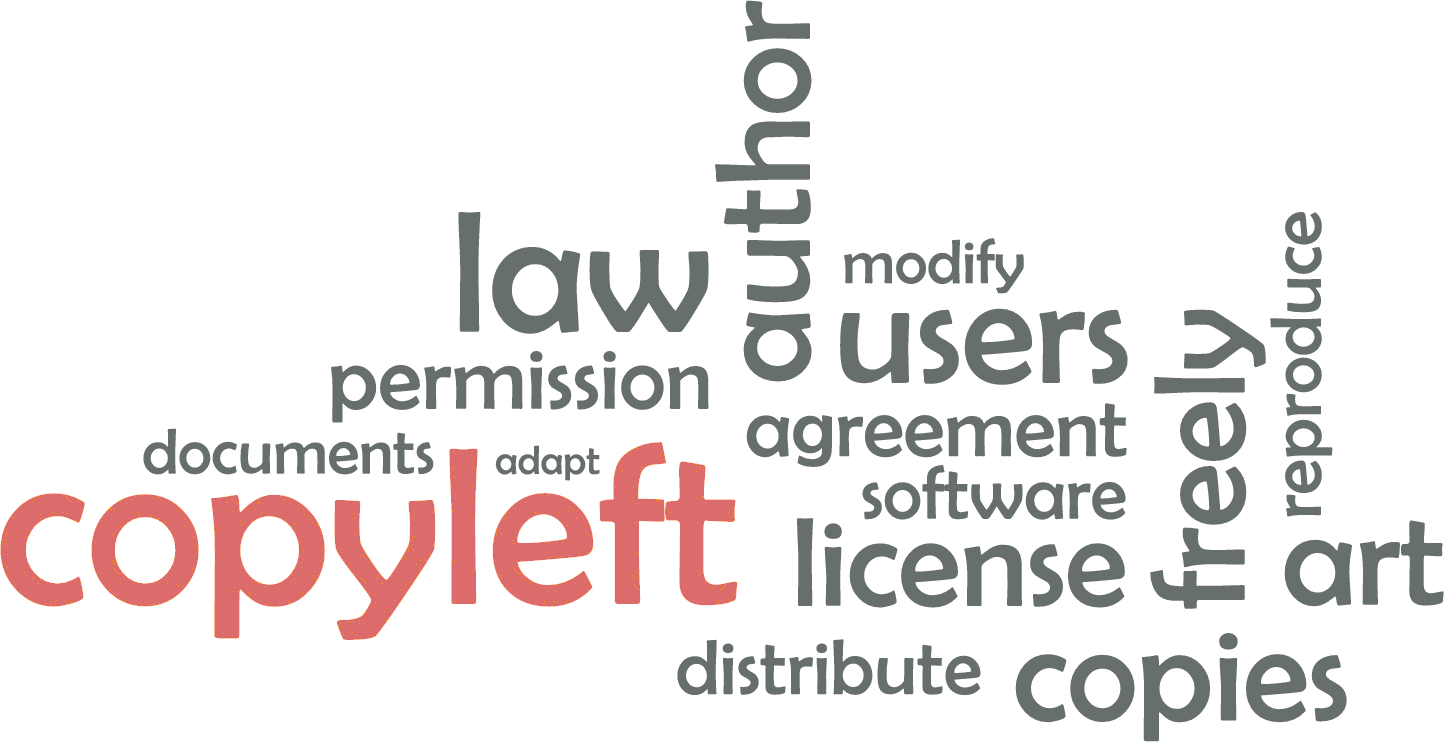 author
law
modify
reproduce
users
permission
freely
agreement
documents
adapt
copyleft
software
license
art
distribute
copies